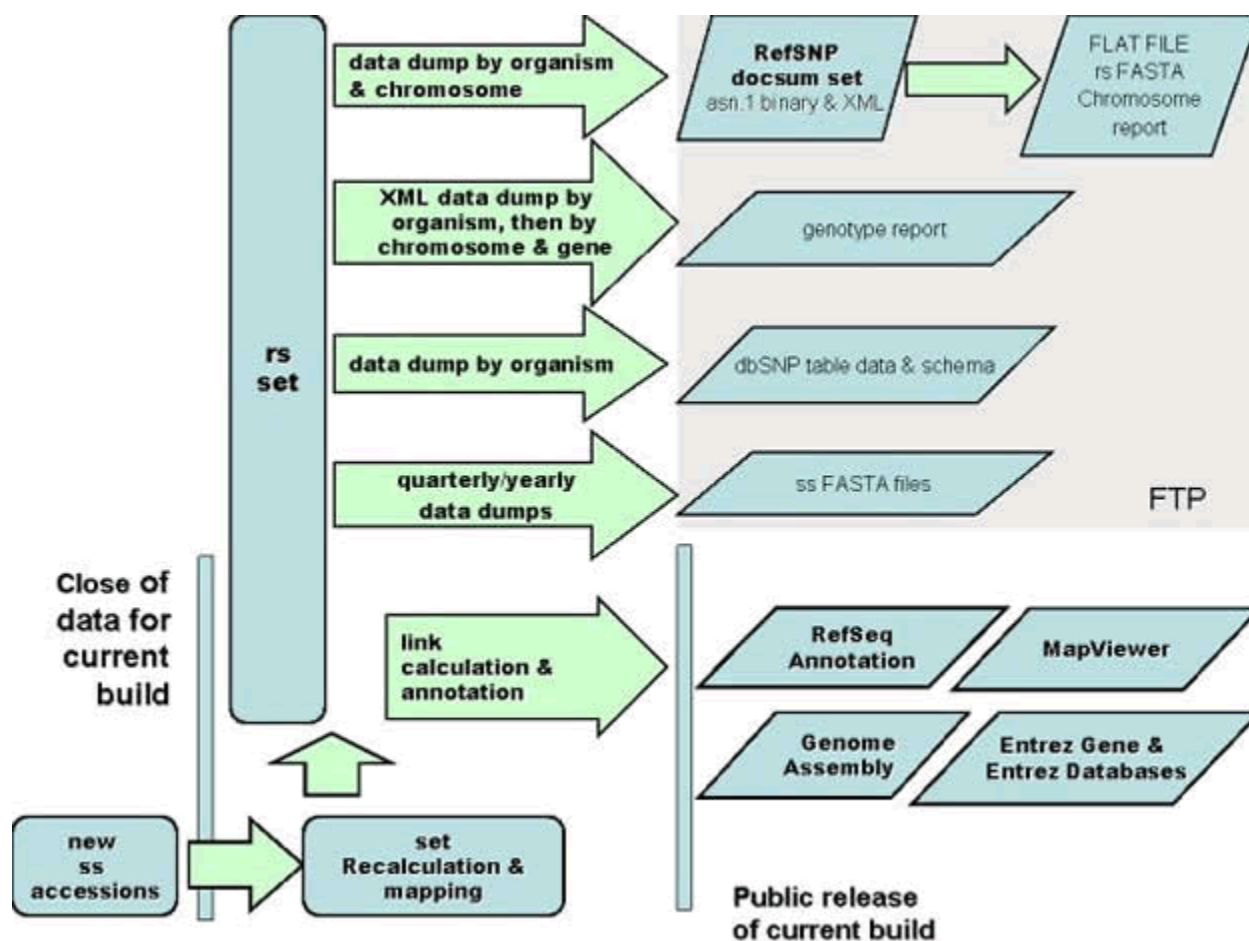 data dump by organism
& chromosome
RefSNP
docsum set
asn.1 binary & XML
FLAT FILE
rs FASTA
Chromosome
report
XML data dump by
organism, then by
chromosome & gene
genotype report
rs
set
data dump by organism
dbSNP table data & schema
quarterly/yearly
data dumps
ss FASTA files
FTP
Close of
data for
current
build
link
calculation &
annotation
RefSeq
Annotation
MapViewer
Genome
Assembly
Entrez Gene &
Entrez Databases
new
ss
accessions
set
Recalculation &
mapping
Public release
of current build